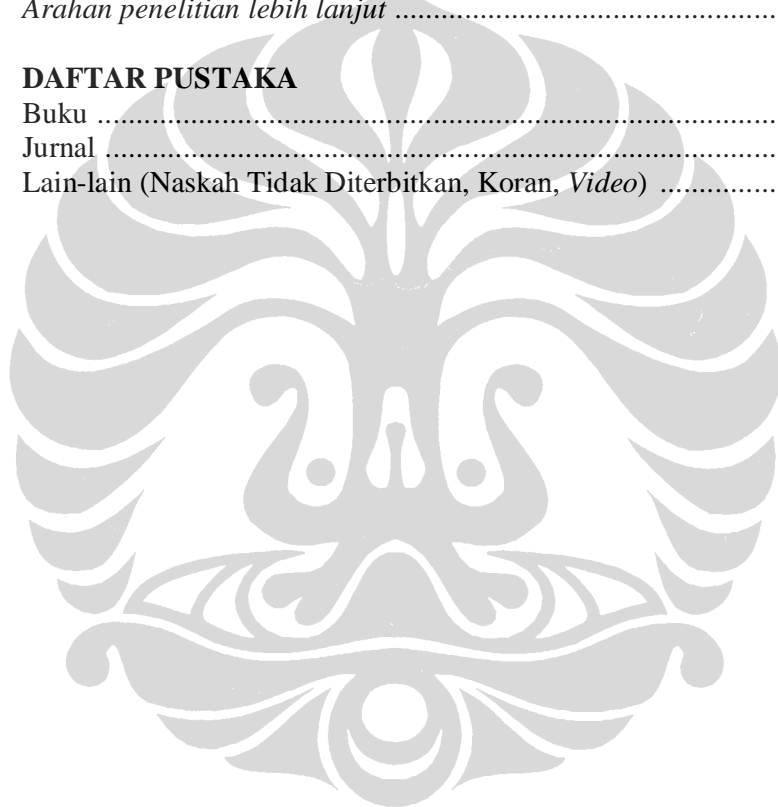 Arahan penelitian lebih lanjut ..........................................................
DAFTAR PUSTAKA
Buku ....................................................................................................
Jurnal ...................................................................................................
Lain-lain (Naskah Tidak Diterbitkan, Koran, Video) .................